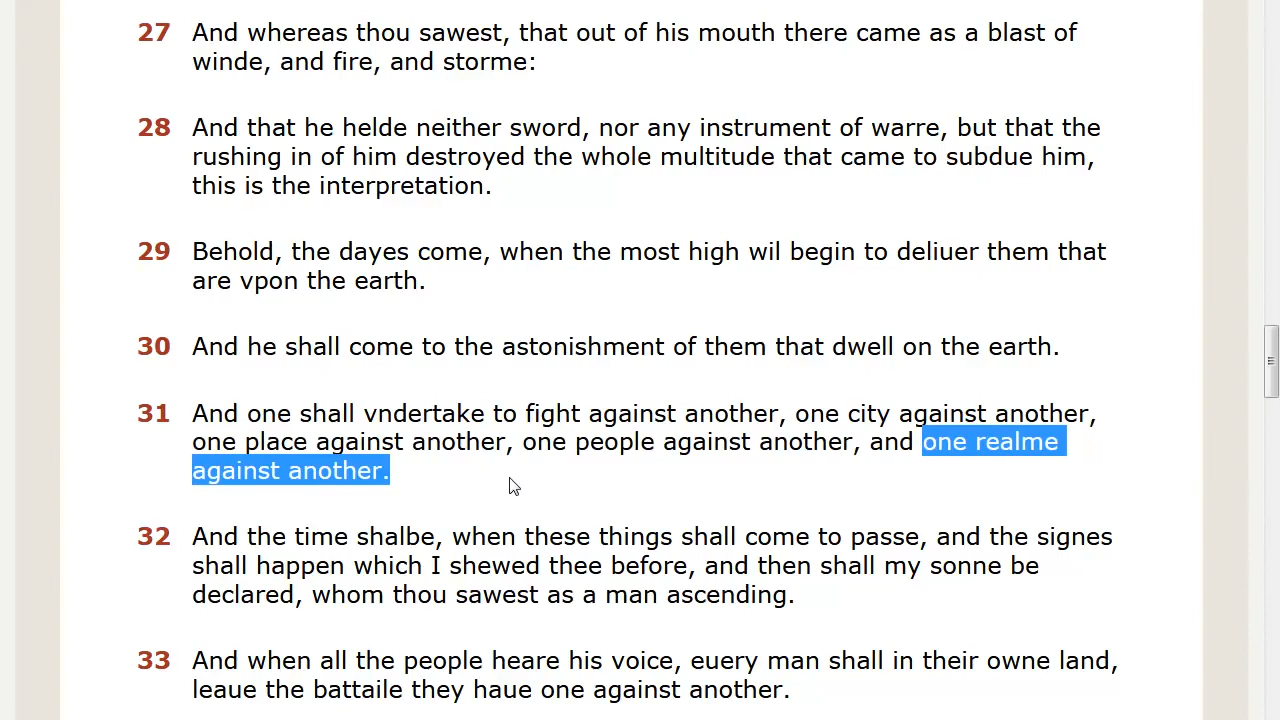 27 And whereas thou sawest, that out of his mouth there came as a blast of
winde, and fire, and storme:
28 And that he helde neither sword, nor any instrument of warre, but that the
rushing in of him destroyed the whole multitude that came to subdue him,
this is the interpretation.
29 Behold, the dayes come, when the most high wil begin to deliuer them that
are vpon the earth.
30 And he shall come to the astonishment of them that dwell on the earth.
31 And one shall vndertake to fight against another, one city against another,
one place against another, one people against another, and one realme
against another.
32 And the time shalbe, when these things shall come to passe, and the signes
shall happen which I shewed thee before, and then shall my sonne be
declared, whom thou sawest as a man ascending.
33 And when all the people heare his voice, euery man shall in their owne land,
leaue the battaile they haue one against another.